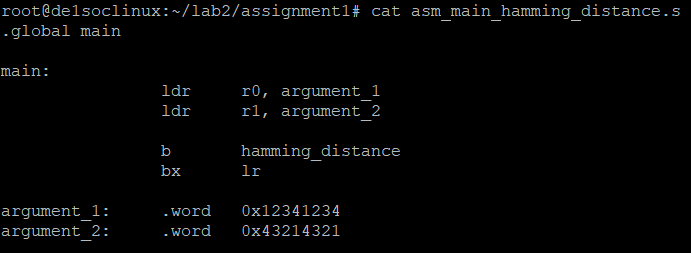 root@de1soclinux:~/lab2/assignment1# cat asm_main_hamming_distance.s
.global main
main:
ldr r0, argument_1
ldr r1, argument_2
b hamming_distance
bx lr
argument_1: .word 0x12341234
argument_2: .word 0x43214321